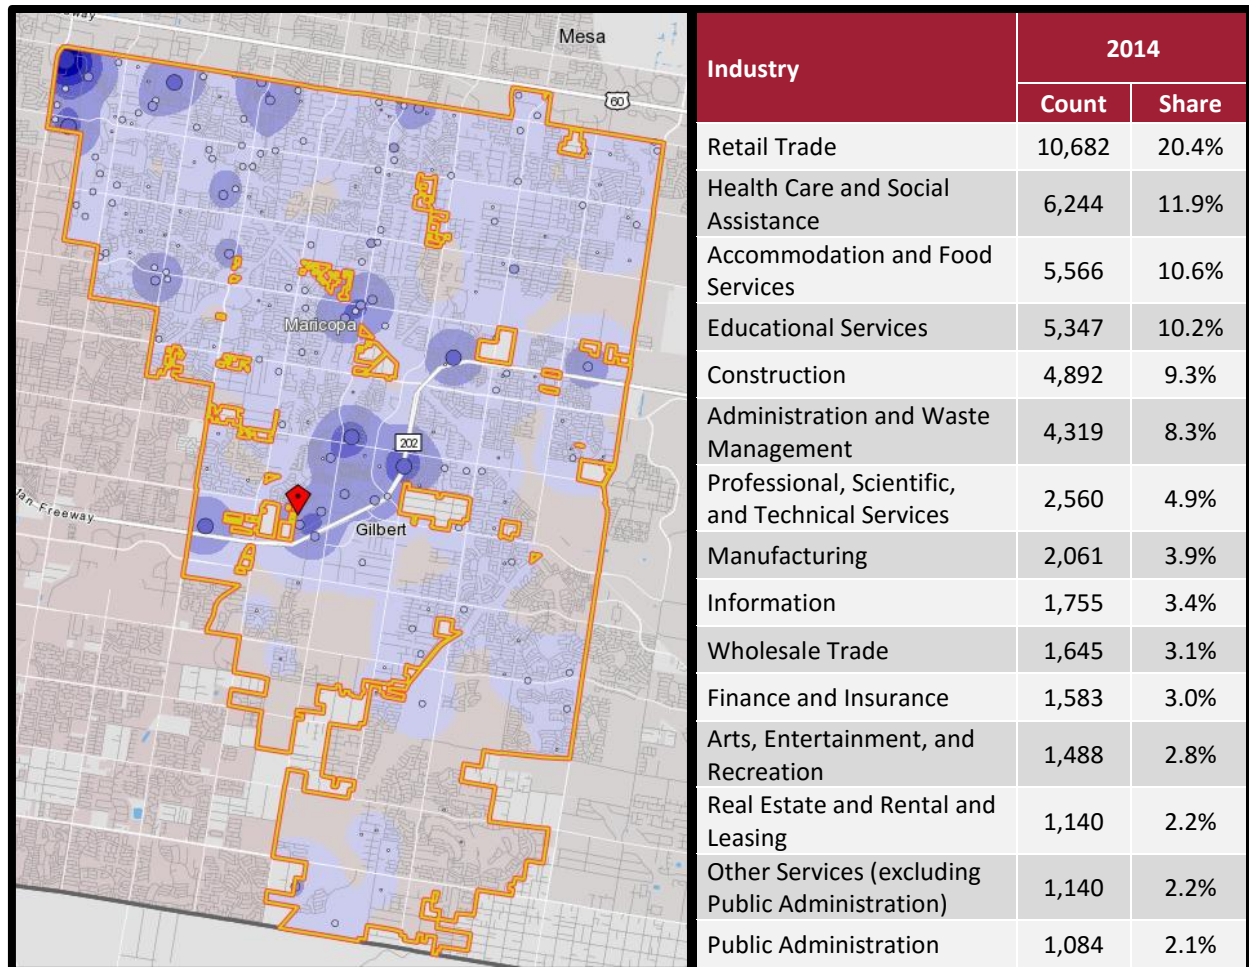 Mesa
60
Maricopa
202
Gilbert
Industry
2014
Count Share
Retail Trade 10,682 20.4%
Health Care and Social
Assistance 6,244 11.9%
Accommodation and Food
Services 5,566 10.6%
Educational Services 5,347 10.2%
Construction 4,892 9.3%
Administration and Waste
Management 4,319 8.3%
Professional, Scientific,
and Technical Services 2,560 4.9%
Manufacturing 2,061 3.9%
Information 1,755 3.4%
Wholesale Trade 1,645 3.1%
Finance and Insurance 1,583 3.0%
Arts, Entertainment, and
Recreation 1,488 2.8%
Real Estate and Rental and
Leasing 1,140 2.2%
Other Services (excluding
Public Administration) 1,140 2.2%
Public Administration 1,084 2.1%